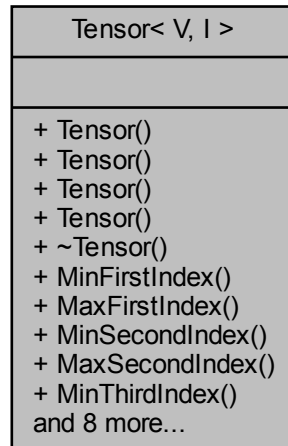 Tensor< V, I >
+ Tensor()
+ Tensor()
+ Tensor()
+ Tensor()
+ ~Tensor()
+ MinFirstIndex()
+ MaxFirstIndex()
+ MinSecondIndex()
+ MaxSecondIndex()
+ MinThirdIndex()
and 8 more...